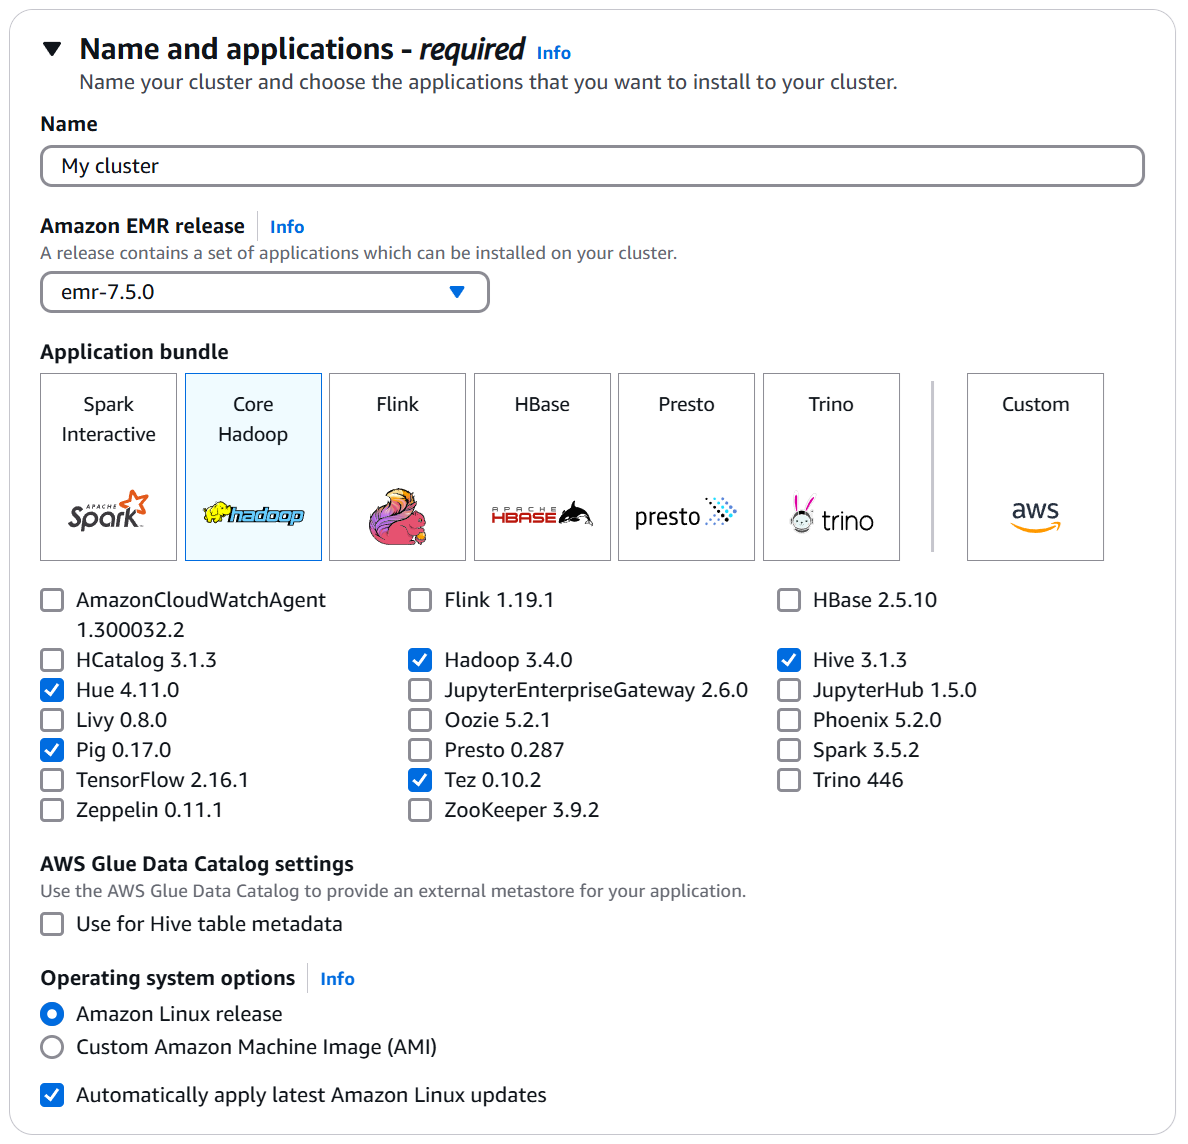 Name and applications - required Info
Name your cluster and choose the applications that you want to install to your cluster.
Name
My cluster
Amazon EMR release Info
A release contains a set of applications which can be installed on your cluster.
emr-7.5.0
Application bundle
Spark Interactive
APACHE Spark
Core Hadoop
hadoop
Flink
HBase
APACHE HBASE
Presto
presto
Trino
trino
Custom
aws
AmazonCloudWatchAgent 1.300032.2
Flink 1.19.1
HBase 2.5.10
HCatalog 3.1.3
Hadoop 3.4.0
Hive 3.1.3
Hue 4.11.0
JupyterEnterpriseGateway 2.6.0
JupyterHub 1.5.0
Livy 0.8.0
Oozie 5.2.1
Phoenix 5.2.0
Pig 0.17.0
Presto 0.287
Spark 3.5.2
TensorFlow 2.16.1
Tez 0.10.2
Trino 446
Zeppelin 0.11.1
ZooKeeper 3.9.2
AWS Glue Data Catalog settings
Use the AWS Glue Data Catalog to provide an external metastore for your application.
Use for Hive table metadata
Operating system options Info
Amazon Linux release
Custom Amazon Machine Image (AMI)
Automatically apply latest Amazon Linux updates